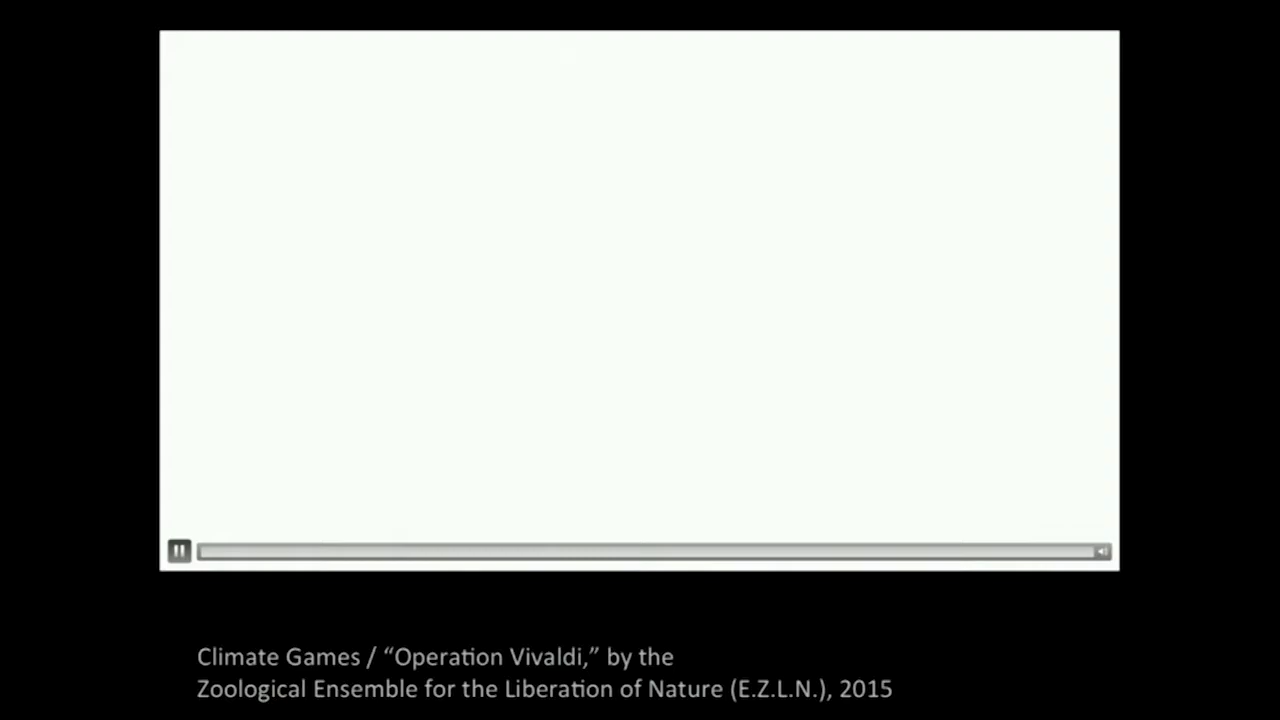 Climate Games / “Operation Vivaldi,” by the
Zoological Ensemble for the Liberation of Nature (E.Z.L.N.), 2015